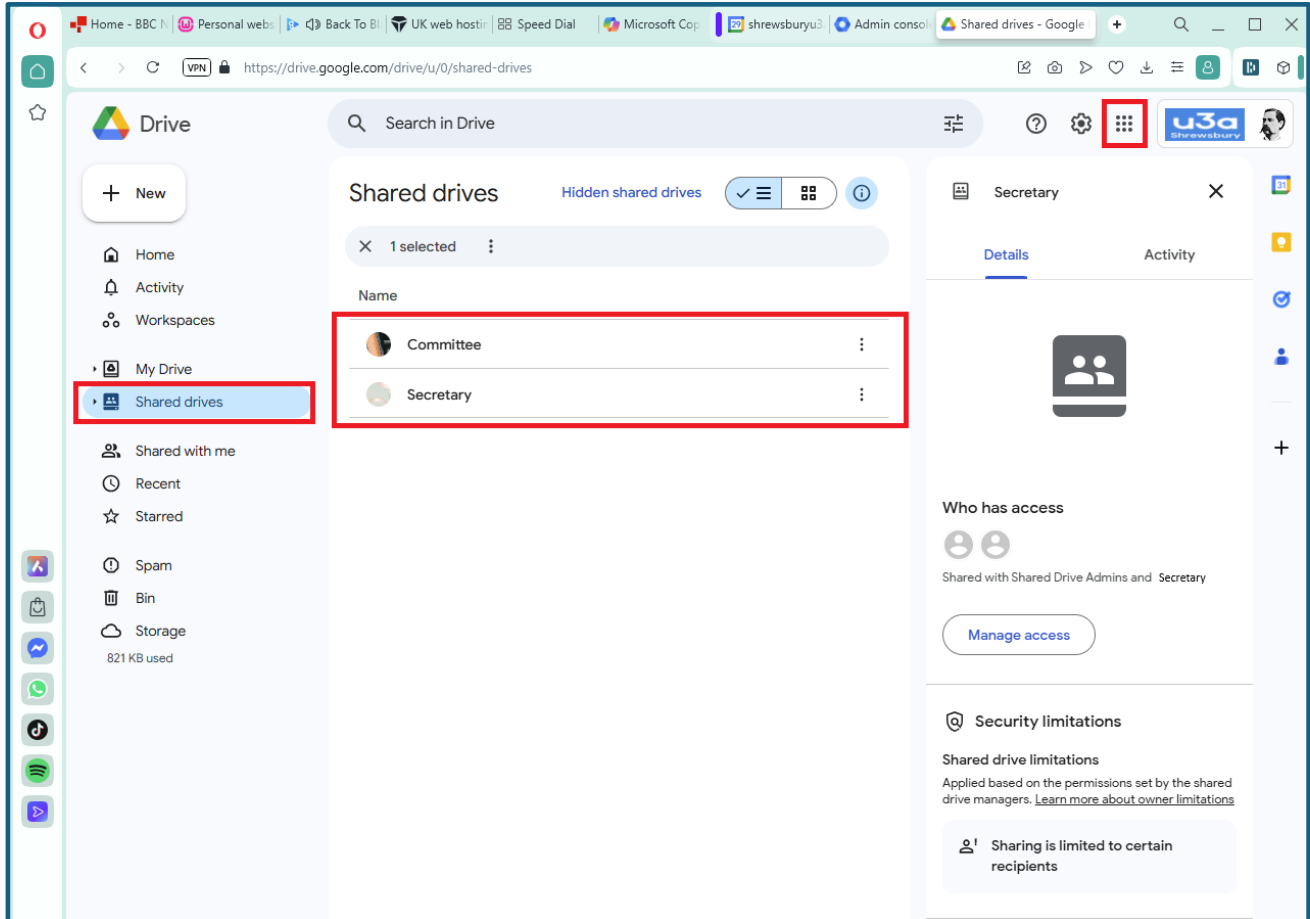 Home - BBC N
Personal webs
Back To Bl
UK web hostin
Speed Dial
Microsoft Cop
29
shrewsburyu3
Admin consol
Shared drives - Google
VPN
https://drive.google.com/drive/u/0/shared-drives
Drive
Search in Drive
u3a
Shrewsbury
New
Shared drives
Hidden shared drives
Secretary
31
1 selected
Home
Details
Activity
Activity
Name
Workspaces
Committee
My Drive
Secretary
Shared drives
Shared with me
Recent
Who has access
Starred
Spam
Shared with Shared Drive Admins and Secretary
Bin
Storage
Manage access
821 KB used
Security limitations
Shared drive limitations
Applied based on the permissions set by the shared
drive managers. Learn more about owner limitations
Sharing is limited to certain
recipients